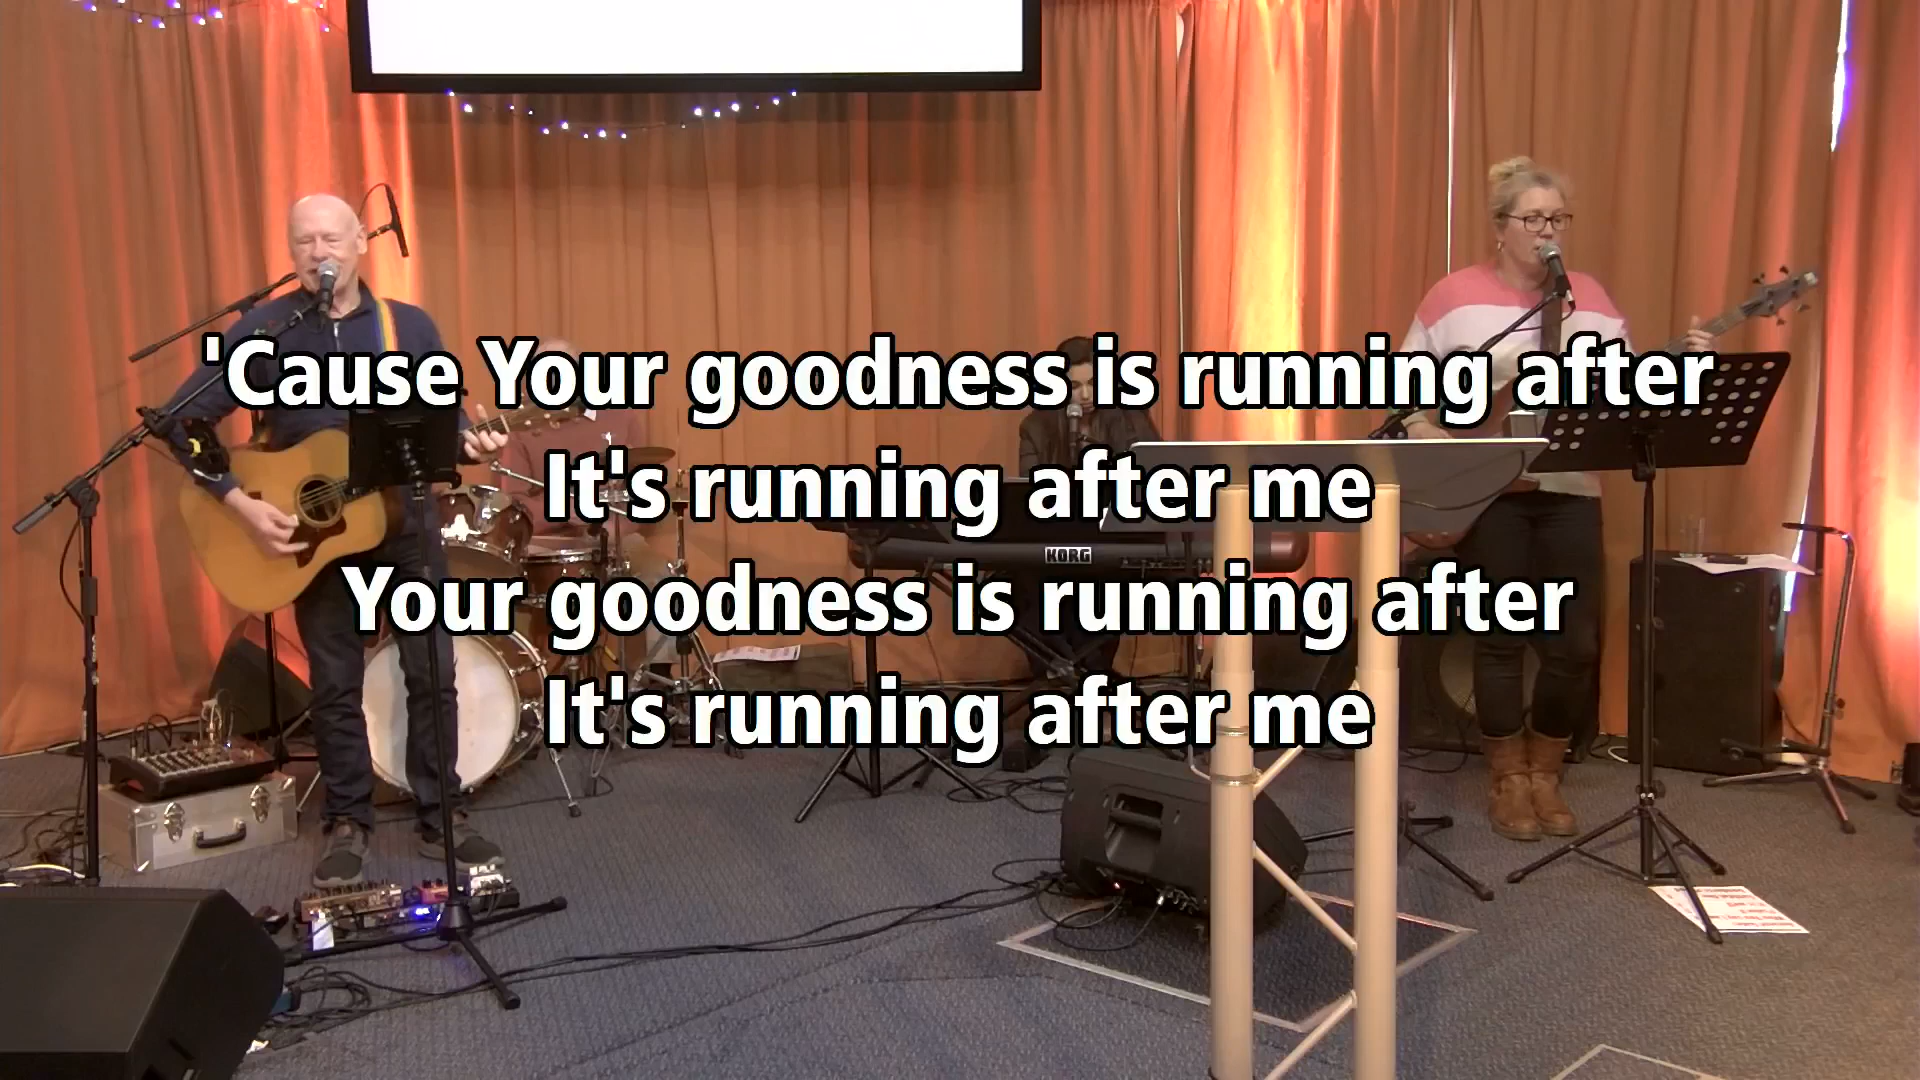 'Cause Your goodness is running after
It's running after me
KORG
Your goodness is running after
It's running after me